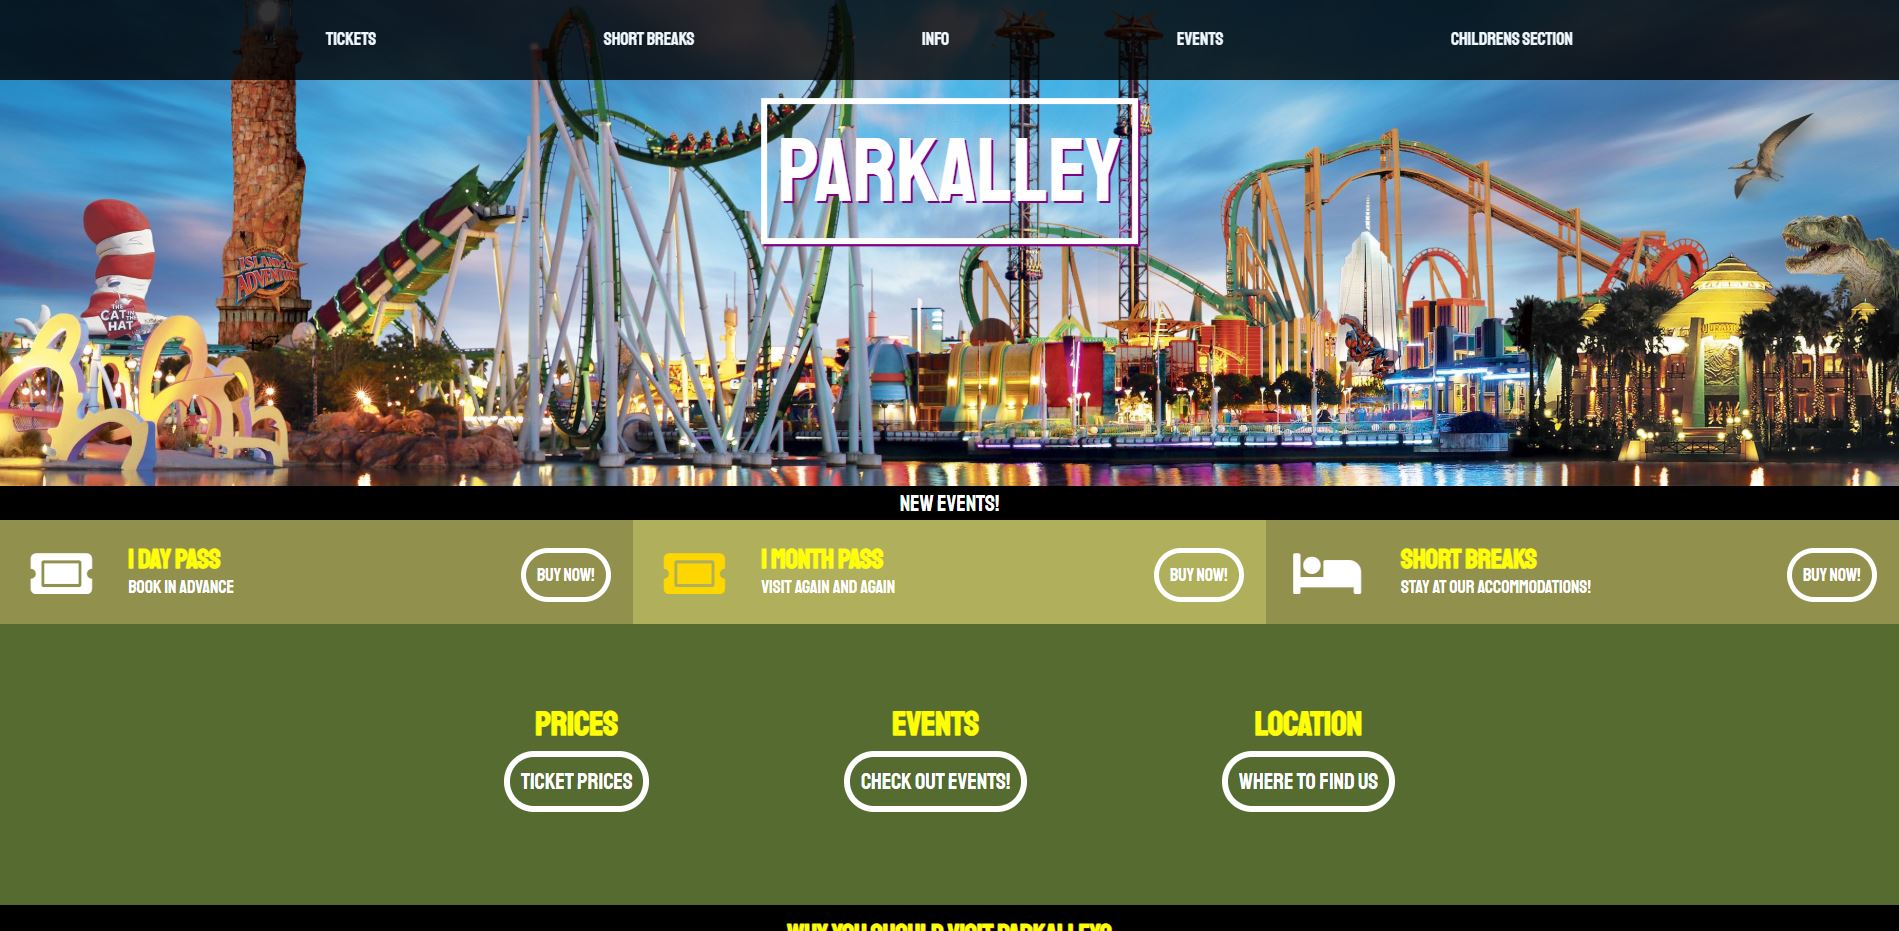 TICKETS SHORT BREAKS INFO EVENTS CHILDRENS SECTION
PARKALLEY
ISLANDS OF
ADVENTURE
THE
CAT IN THE
HAT
JURASSIC
NEW EVENTS!
1 DAY PASS
BOOK IN ADVANCE
BUY NOW!
1 MONTH PASS
VISIT AGAIN AND AGAIN
BUY NOW!
SHORT BREAKS
STAY AT OUR ACCOMMODATIONS!
BUY NOW!
PRICES
TICKET PRICES
EVENTS
CHECK OUT EVENTS!
LOCATION
WHERE TO FIND US